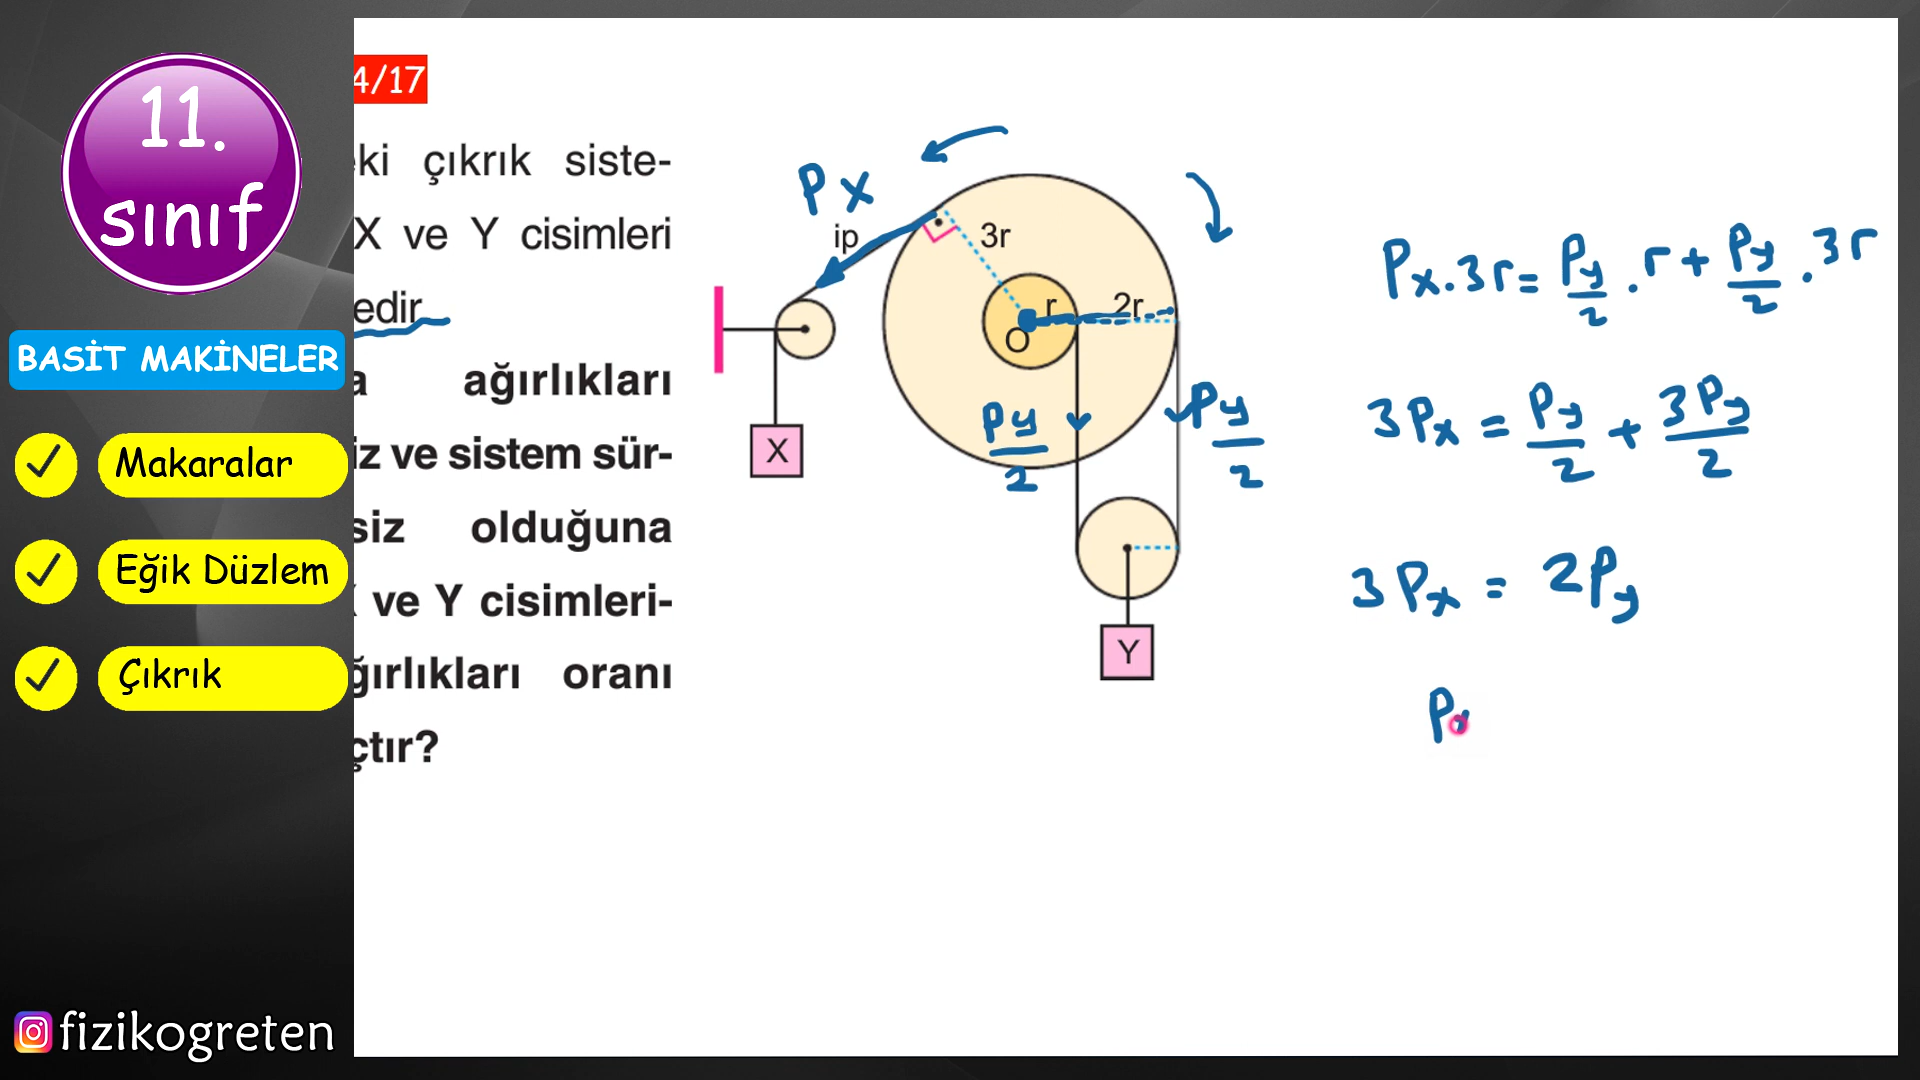 11.
sınıf
BASİT MAKİNELER
Makaralar
Eğik Düzlem
Çıkrık
fizikogreten
4/17
ki çıkrık siste-
X ve Y cisimleri
edir
a ağırlıkları
iz ve sistem sür-
siz olduğuna
ve Y cisimleri-
ğırlıkları oranı
çtır?
Px
ip
3r
r
2r
O
X
Py/2
Py/2
Y
Px.3r = Py/2 . r + Py/2 . 3r
3Px = Py/2 + 3Py/2
3Px = 2Py